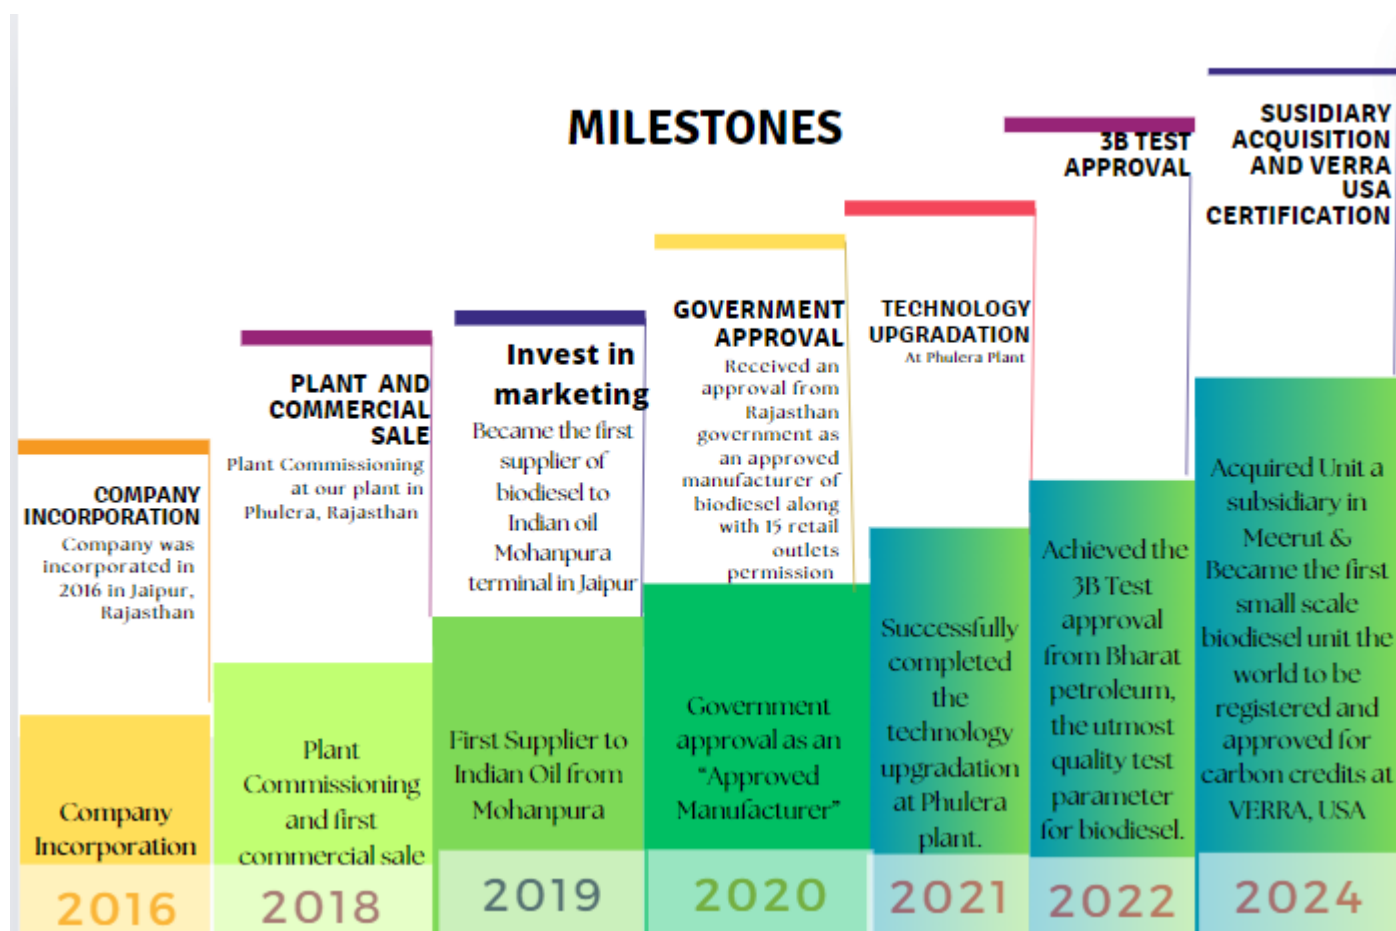 MILESTONES
COMPANY
INCORPORATION
Company was
incorporated in
2016 in Jaipur,
Rajasthan
Company
Incorporation
2016
PLANT AND
COMMERCIAL
SALE
Plant Commissioning
at our plant in
Phulera, Rajasthan
Plant
Commissioning
and first
commercial sale
2018
Invest in
marketing
Became the first
supplier of
biodiesel to
Indian oil
Mohanpura
terminal in Jaipur
First Supplier to
Indian Oil from
Mohanpura
2019
GOVERNMENT
APPROVAL
Received an
approval from
Rajasthan
government as
an approved
manufacturer of
biodiesel along
with 15 retail
outlets
permission
Government
approval as an
“Approved
Manufacturer”
2020
TECHNOLOGY
UPGRADATION
At Phulera Plant
Successfully
completed
the
technology
upgradation
at Phulera
plant.
2021
3B TEST
APPROVAL
Achieved the
3B Test
approval
from Bharat
petroleum,
the utmost
quality test
parameter
for biodiesel.
2022
SUSIDIARY
ACQUISITION
AND VERRA
USA
CERTIFICATION
Acquired Unit a
subsidiary in
Meerut &
Became the first
small scale
biodiesel unit the
world to be
registered and
approved for
carbon credits at
VERRA, USA
2024